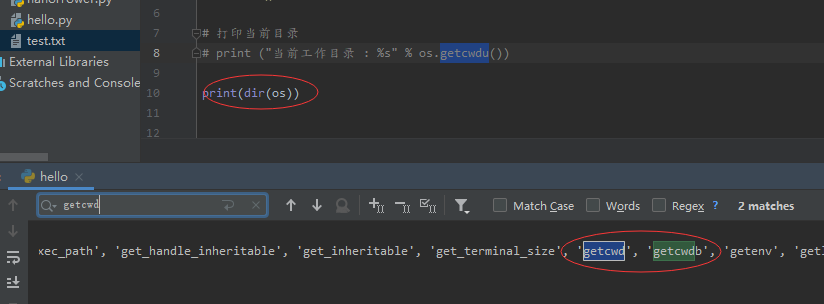 hello.py
test.txt
External Libraries
Scratches and Console
6
7 # 打印当前目录
8 # print ("当前工作目录 : %s" % os.getcwdu())
9
10 print(dir(os))
11
12
hello
getcwd
Match Case Words Regex ? 2 matches
xec_path', 'get_handle_inheritable', 'get_inheritable', 'get_terminal_size', 'getcwd', 'getcwdb', 'getenv', 'getl